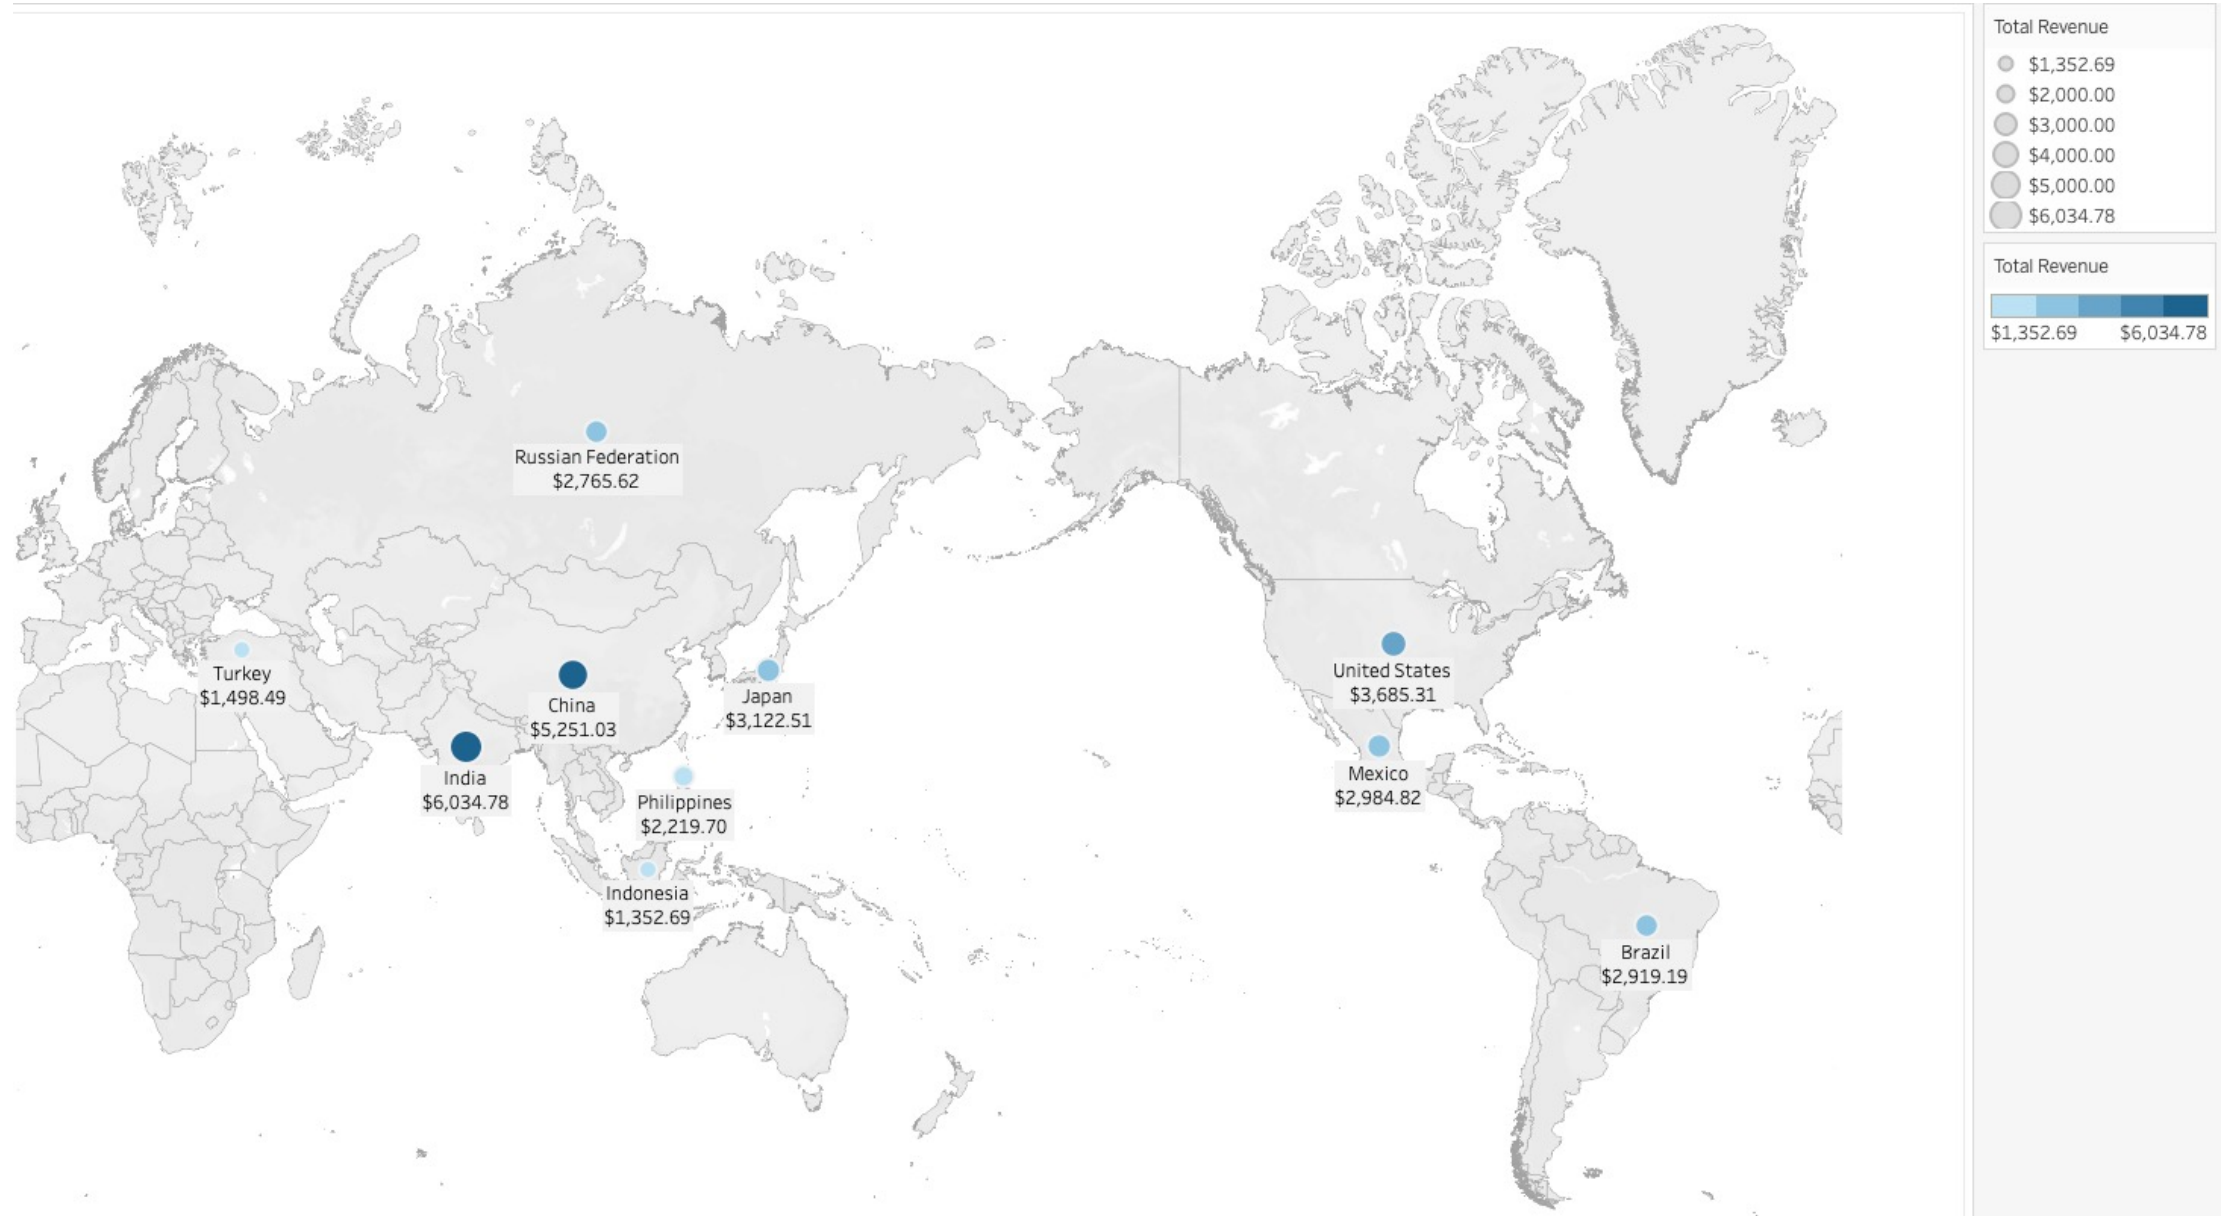 Total Revenue
$1,352.69
$2,000.00
$3,000.00
$4,000.00
$5,000.00
$6,034.78
Total Revenue
$1,352.69 $6,034.78
Russian Federation
$2,765.62
Turkey
$1,498.49
China
$5,251.03
Japan
$3,122.51
United States
$3,685.31
India
$6,034.78
Philippines
$2,219.70
Mexico
$2,984.82
Indonesia
$1,352.69
Brazil
$2,919.19